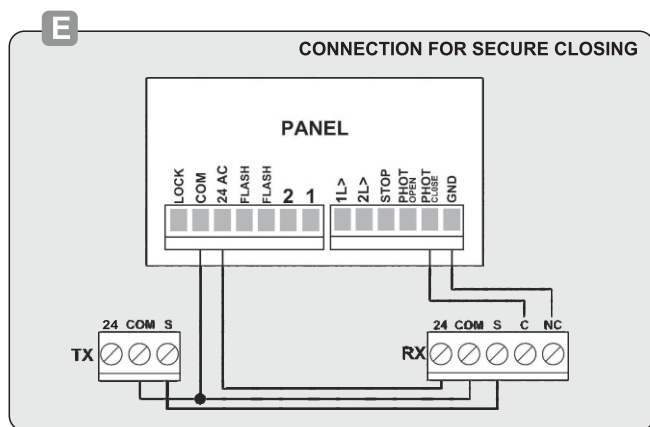 E
CONNECTION FOR SECURE CLOSING
PANEL
LOCK
COM
24 AC
FLASH
FLASH
2
1
1L>
2L>
STOP
PHOT
OPEN
PHOT
CLOSE
GND
24 COM S
TX
24 COM S C NC
RX